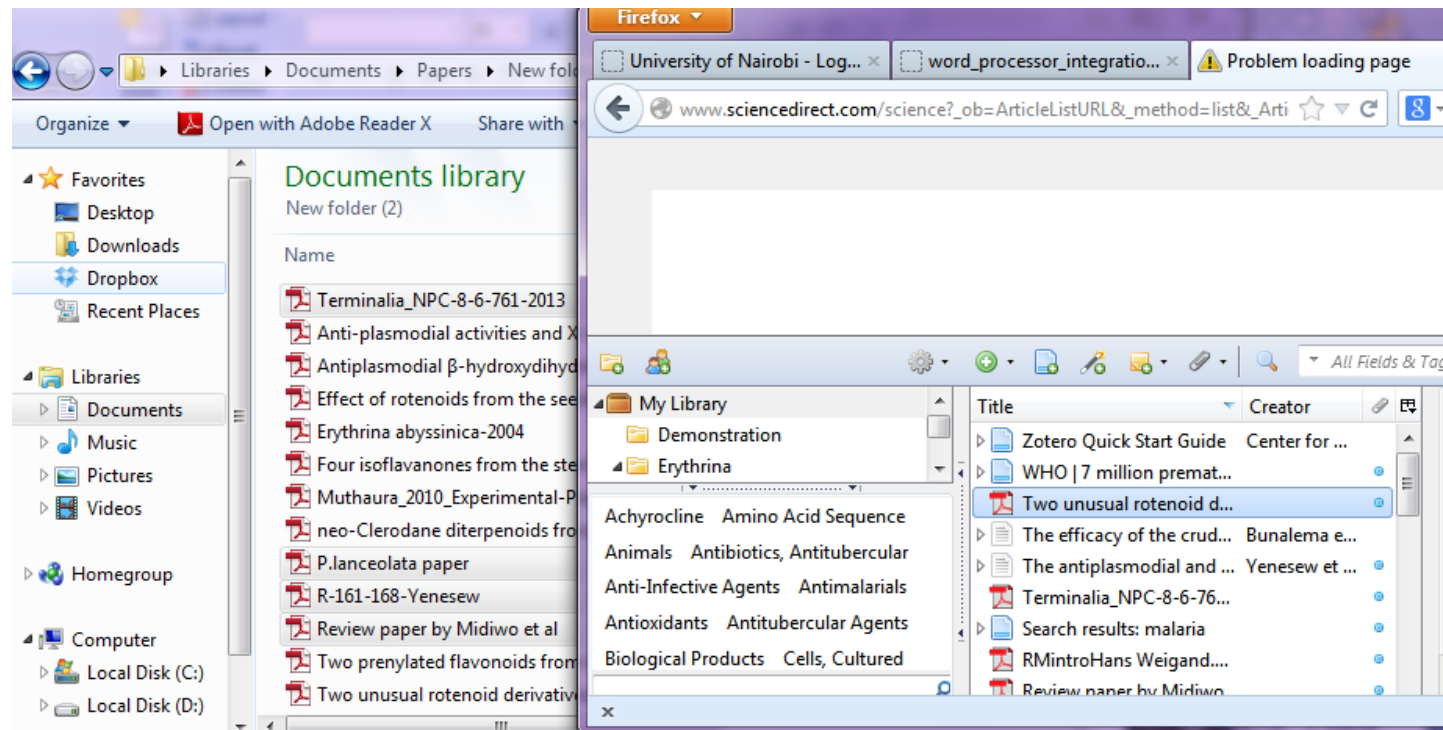 Libraries Documents Papers New fol
Organize Open with Adobe Reader X Share with
Favorites
Desktop
Downloads
Dropbox
Recent Places
Libraries
Documents
Music
Pictures
Videos
Homegroup
Computer
Local Disk (C:)
Local Disk (D:)
Documents library
New folder (2)
Name
Terminalia_NPC-8-6-761-2013
Anti-plasmodial activities and X
Antiplasmodial β-hydroxydihyd
Effect of rotenoids from the see
Erythrina abyssinica-2004
Four isoflavanones from the ste
Muthaura_2010_Experimental-P
neo-Clerodane diterpenoids fro
P.lanceolata paper
R-161-168-Yenesew
Review paper by Midiwo et al
Two prenylated flavonoids from
Two unusual rotenoid derivative
Firefox
University of Nairobi - Log... word_processor_integratio... Problem loading page
www.sciencedirect.com/science?_ob=ArticleListURL&_method=list&_Arti 8
All Fields & Tag
My Library
Demonstration
Erythrina
Achyrocline Amino Acid Sequence
Animals Antibiotics, Antitubercular
Anti-Infective Agents Antimalarials
Antioxidants Antitubercular Agents
Biological Products Cells, Cultured
Title Creator
Zotero Quick Start Guide Center for ...
WHO | 7 million premat...
Two unusual rotenoid d...
The efficacy of the crud... Bunalema e...
The antiplasmodial and ... Yenesew et ...
Terminalia_NPC-8-6-76...
Search results: malaria
RMintroHans Weigand....
Review paper by Midiwo